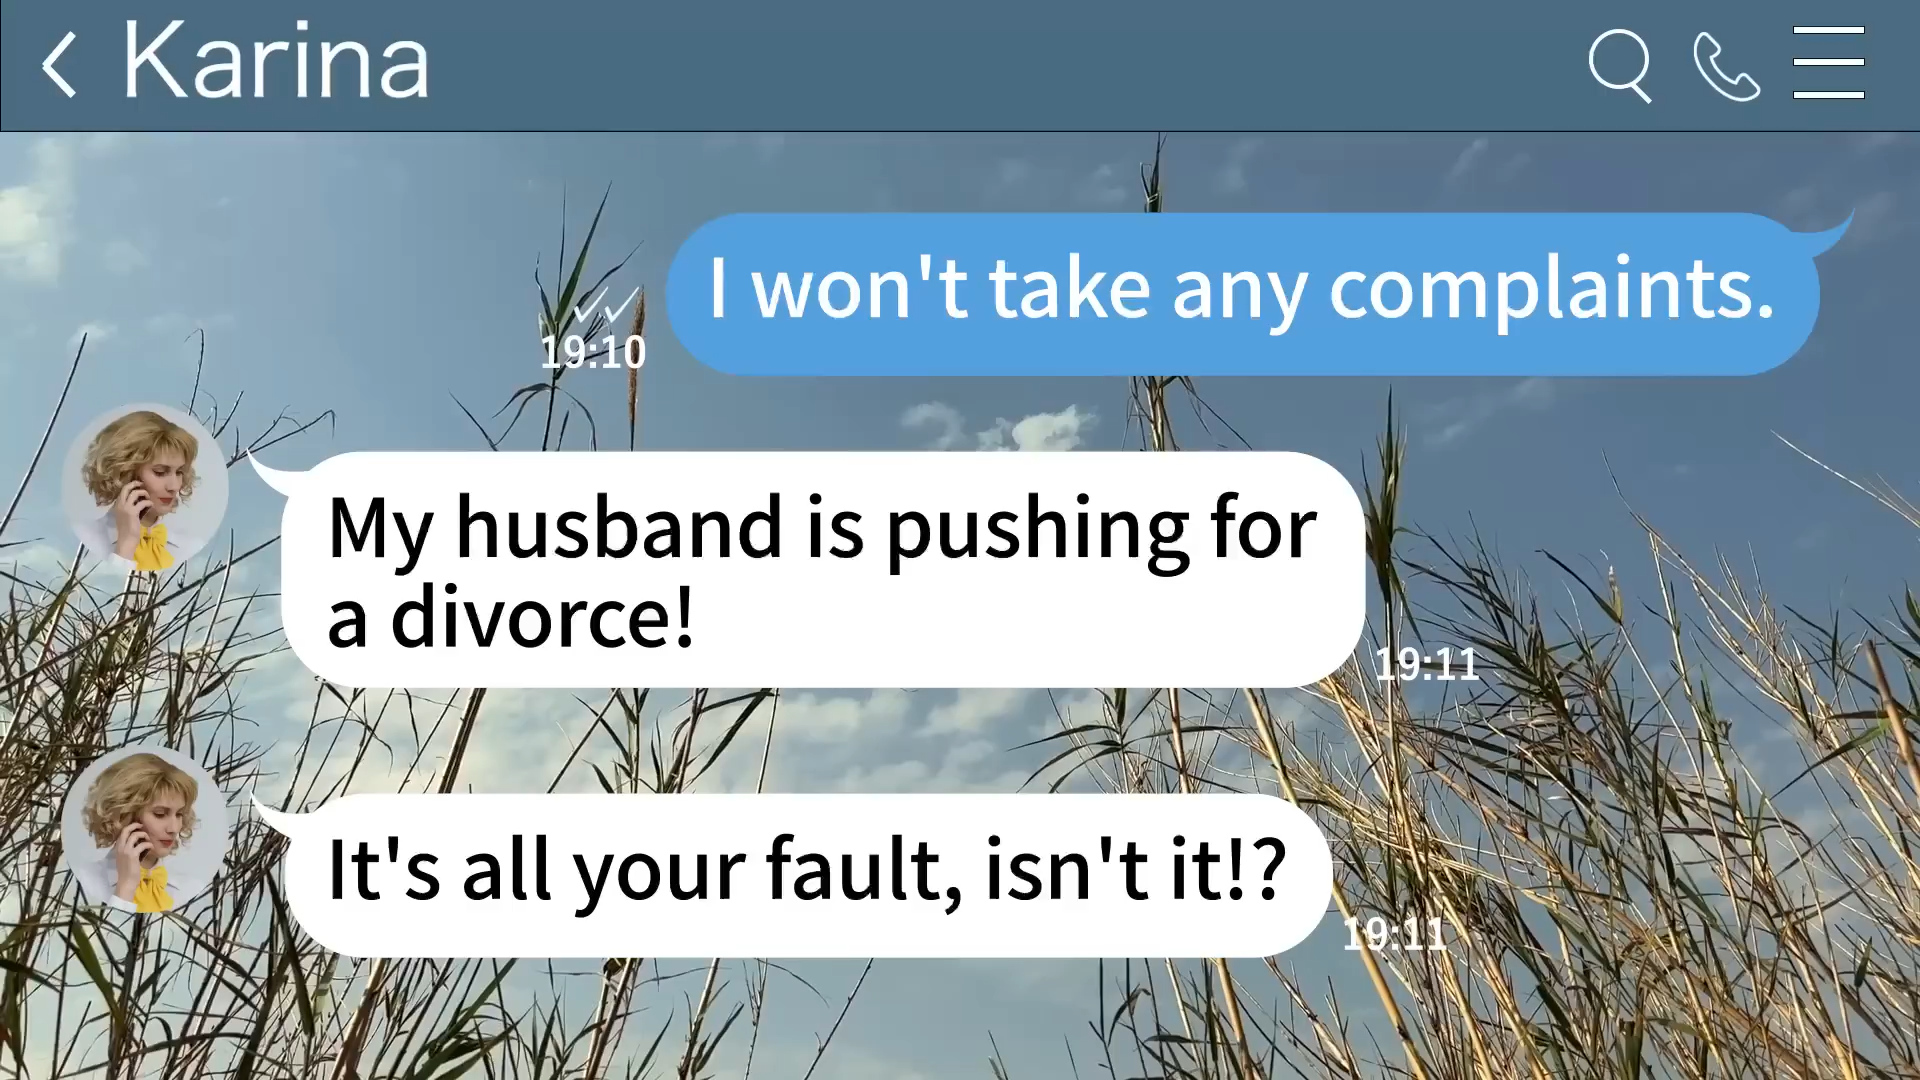 Karina
I won't take any complaints.
19:10
My husband is pushing for
a divorce!
19:11
It's all your fault, isn't it!?
19:11